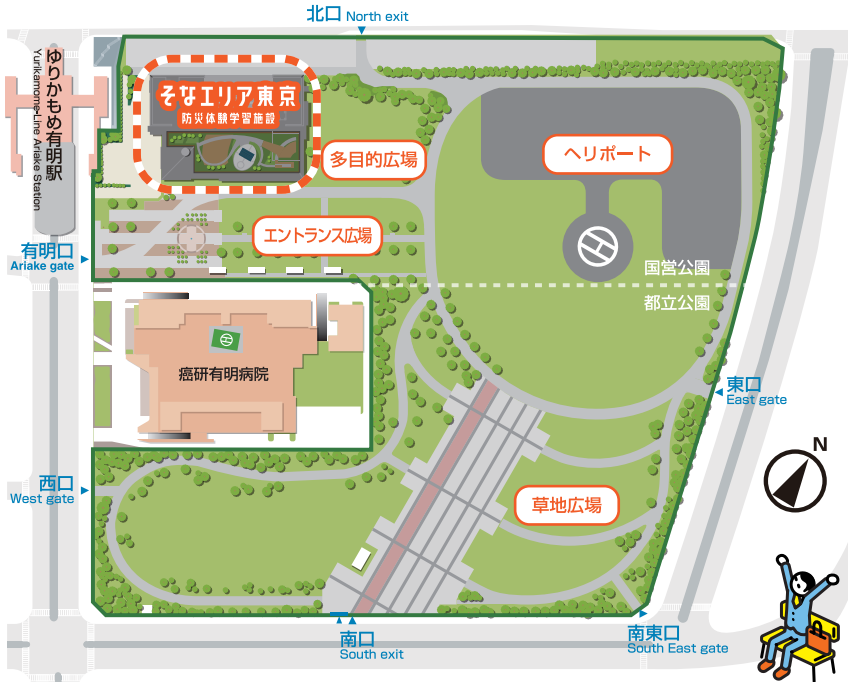 北口 North exit
ゆりかもめ有明駅
Yurikamome-Line Ariake Station
そなエリア東京
防災体験学習施設
多目的広場
ヘリポート
エントランス広場
有明口
Ariake gate
国営公園
都立公園
癌研有明病院
東口
East gate
N
西口
West gate
草地広場
南口
South exit
南東口
South East gate